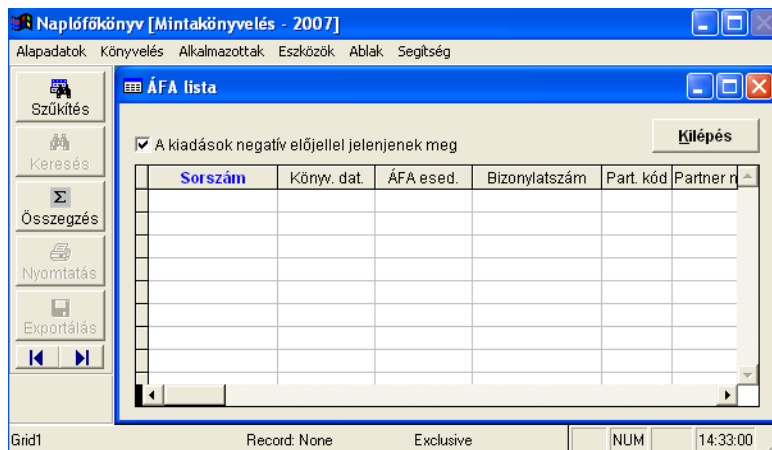 Naplófőkönyv [Mintakönyvelés - 2007]
Alapadatok Könyvelés Alkalmazottak Eszközök Ablak Segítség
Szűkítés
Keresés
Σ
Összegzés
Nyomtatás
Exportálás
ÁFA lista
Kilépés
A kiadások negatív előjellel jelenjenek meg
Sorszám Könyv. dat. ÁFA esed. Bizonylatszám Part. kód Partner n
Grid1 Record: None Exclusive NUM 14:33:00